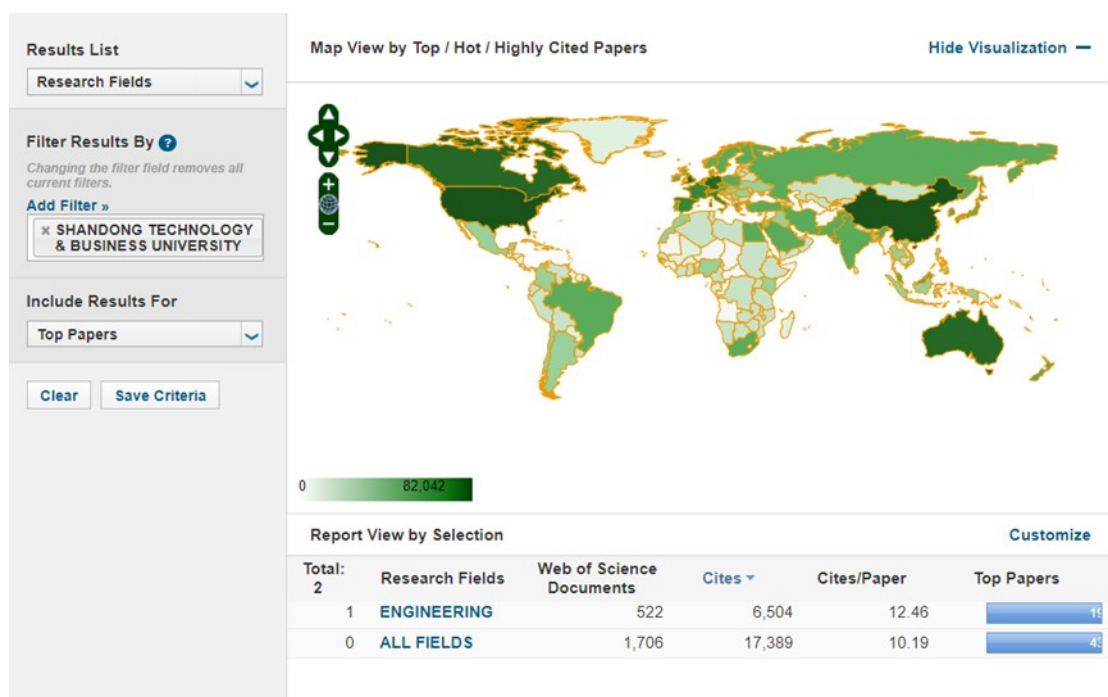 Results List
Research Fields
Filter Results By ?
Changing the filter field removes all
current filters.
Add Filter »
× SHANDONG TECHNOLOGY
& BUSINESS UNIVERSITY
Include Results For
Top Papers
Clear Save Criteria
Map View by Top / Hot / Highly Cited Papers Hide Visualization —
0 82,042
Report View by Selection Customize
Total:
2 Research Fields Web of Science
Documents Cites Cites/Paper Top Papers
1 ENGINEERING 522 6,504 12.46
0 ALL FIELDS 1,706 17,389 10.19